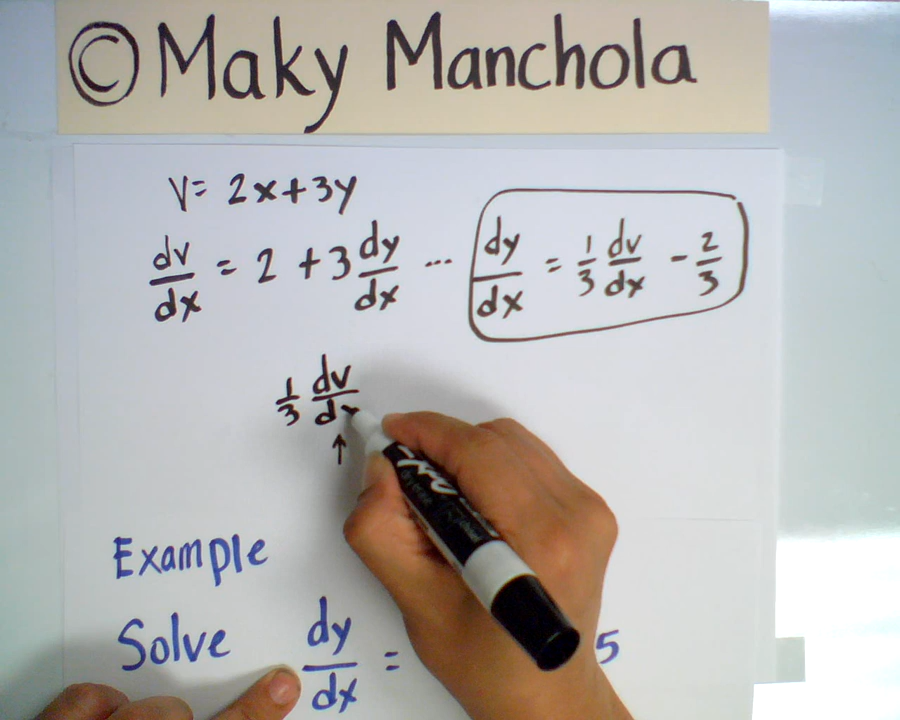 © Maky Manchola
V= 2x+3y
dv/dx = 2 + 3 dy/dx ... dy/dx = 1/3 dv/dx - 2/3
1/3 dv/dx
↑
Example
Solve dy/dx = 5